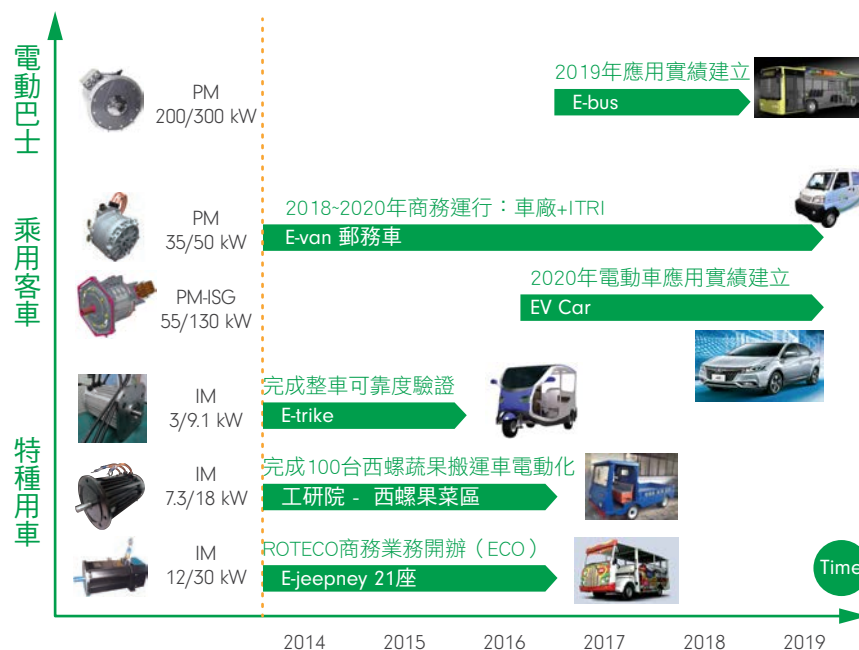 電動巴士
PM
200/300 kW
2019年應用實績建立
E-bus
乘用客車
PM
35/50 kW
2018~2020年商務運行：車廠+ITRI
E-van 郵務車
PM-ISG
55/130 kW
2020年電動車應用實績建立
EV Car
特種用車
IM
3/9.1 kW
完成整車可靠度驗證
E-trike
IM
7.3/18 kW
完成100台西螺蔬果搬運車電動化
工研院 - 西螺果菜區
IM
12/30 kW
ROTECO商務業務開辦（ECO）
E-jeepney 21座
Time
2014 2015 2016 2017 2018 2019